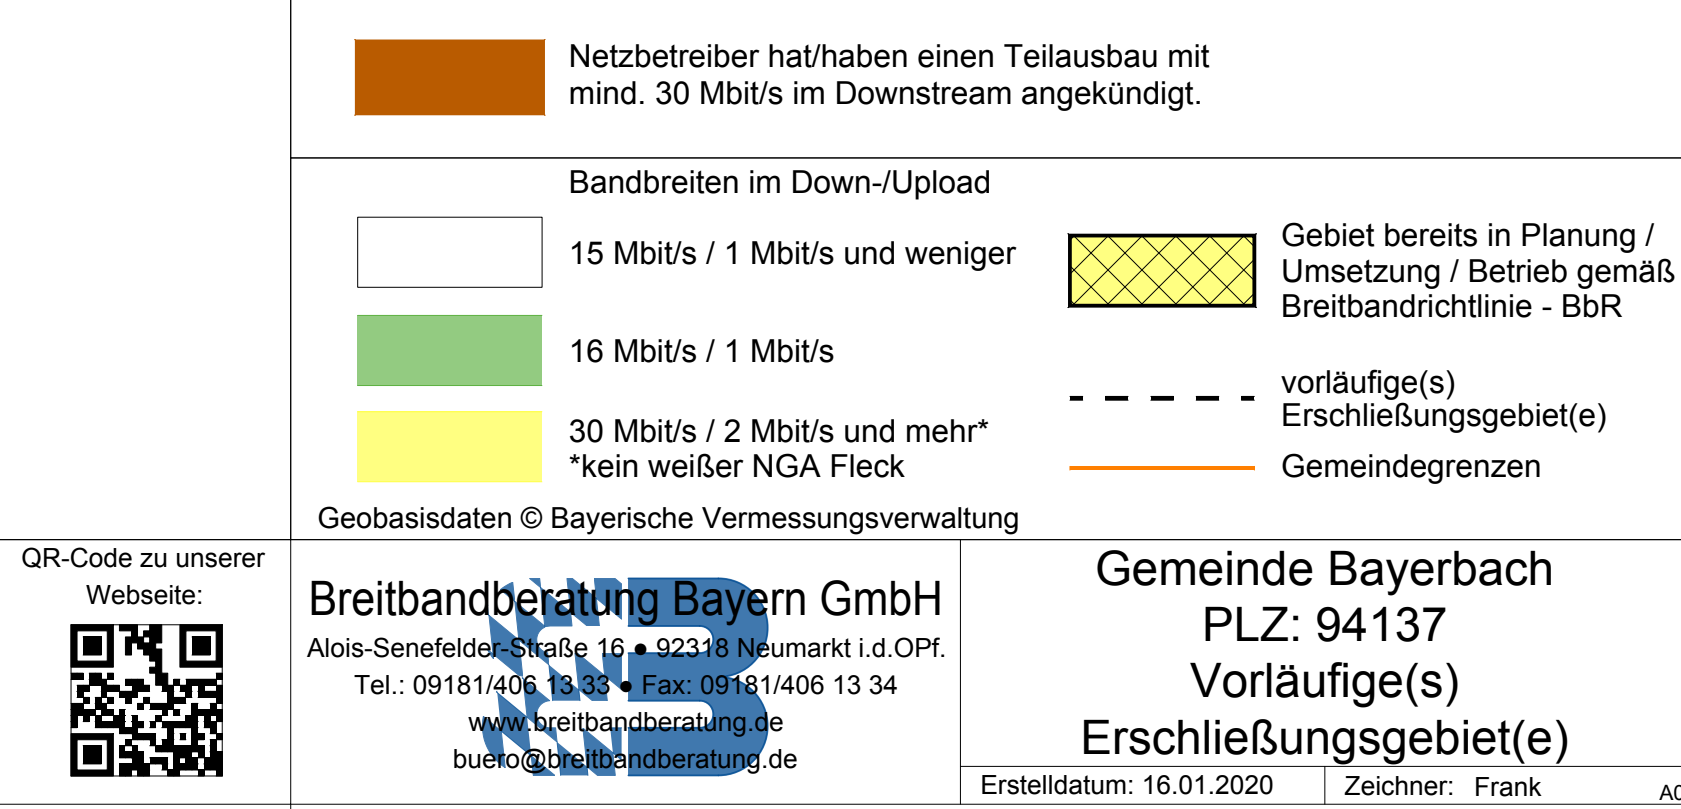 Netzbetreiber hat/haben einen Teilausbau mit
mind. 30 Mbit/s im Downstream angekündigt.
Bandbreiten im Down-/Upload
15 Mbit/s / 1 Mbit/s und weniger
16 Mbit/s / 1 Mbit/s
30 Mbit/s / 2 Mbit/s und mehr*
*kein weißer NGA Fleck
Gebiet bereits in Planung /
Umsetzung / Betrieb gemäß
Breitbandrichtlinie - BbR
vorläufige(s)
Erschließungsgebiet(e)
Gemeindegrenzen
Geobasisdaten © Bayerische Vermessungsverwaltung
QR-Code zu unserer
Webseite:
Breitbandberatung Bayern GmbH
Alois-Senefelder-Straße 16 ● 92318 Neumarkt i.d.OPf.
Tel.: 09181/406 13 33 ● Fax: 09181/406 13 34
www.breitbandberatung.de
buero@breitbandberatung.de
Gemeinde Bayerbach
PLZ: 94137
Vorläufige(s)
Erschließungsgebiet(e)
Erstelldatum: 16.01.2020
Zeichner: Frank
A0